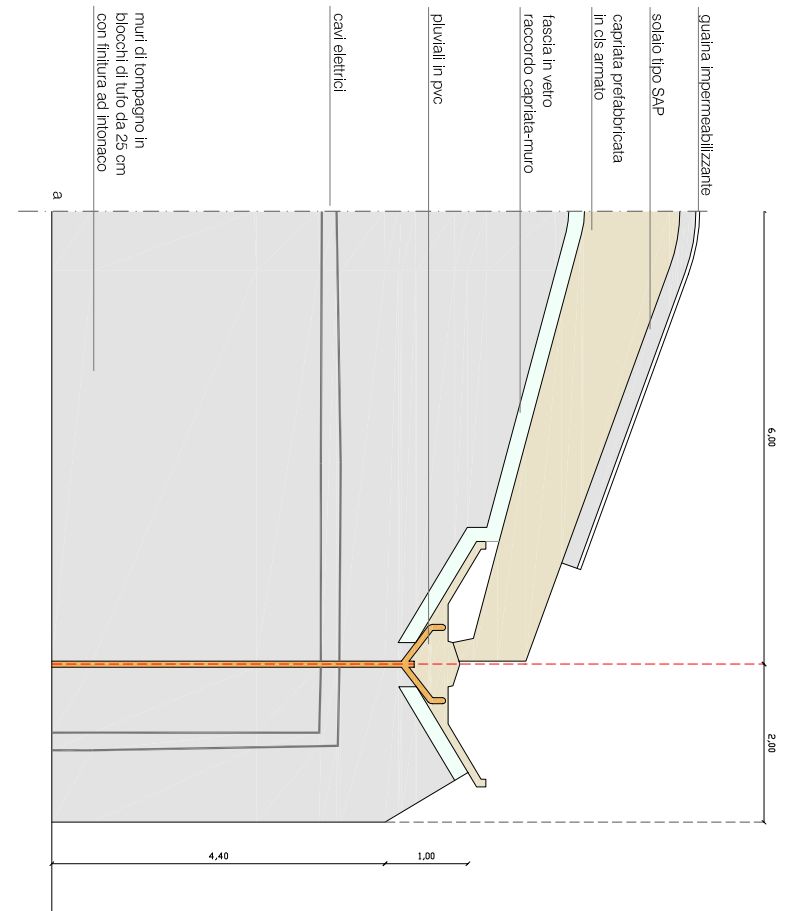 guaina impermeabilizzante
solaio tipo SAP
capriata prefabbricata
in cls armato
fascia in vetro
raccordo capriata-muro
pluviali in pvc
cavi elettrici
muri di tompagno in
blocchi di tufo da 25 cm
con finitura ad intonaco
a
6,00
2,00
4,40
1,00